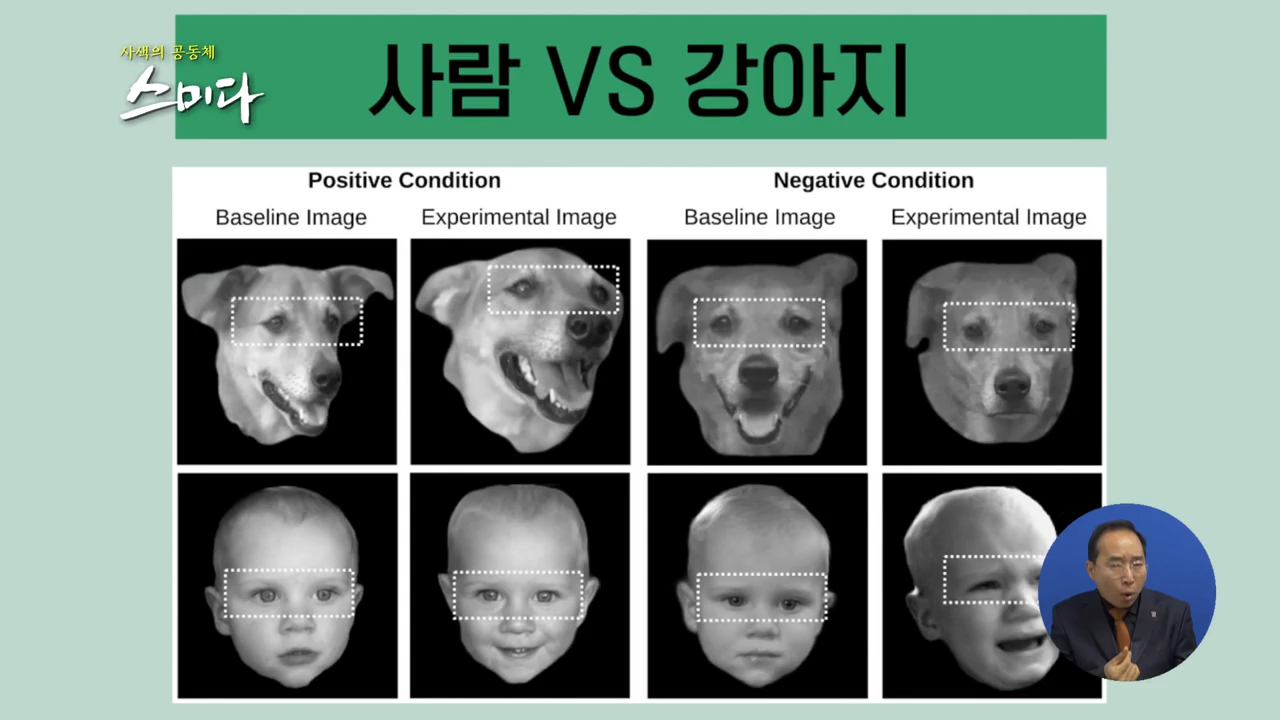 사색의 공동체
스미다
사람 VS 강아지
Positive Condition
Negative Condition
Baseline Image
Experimental Image
Baseline Image
Experimental Image